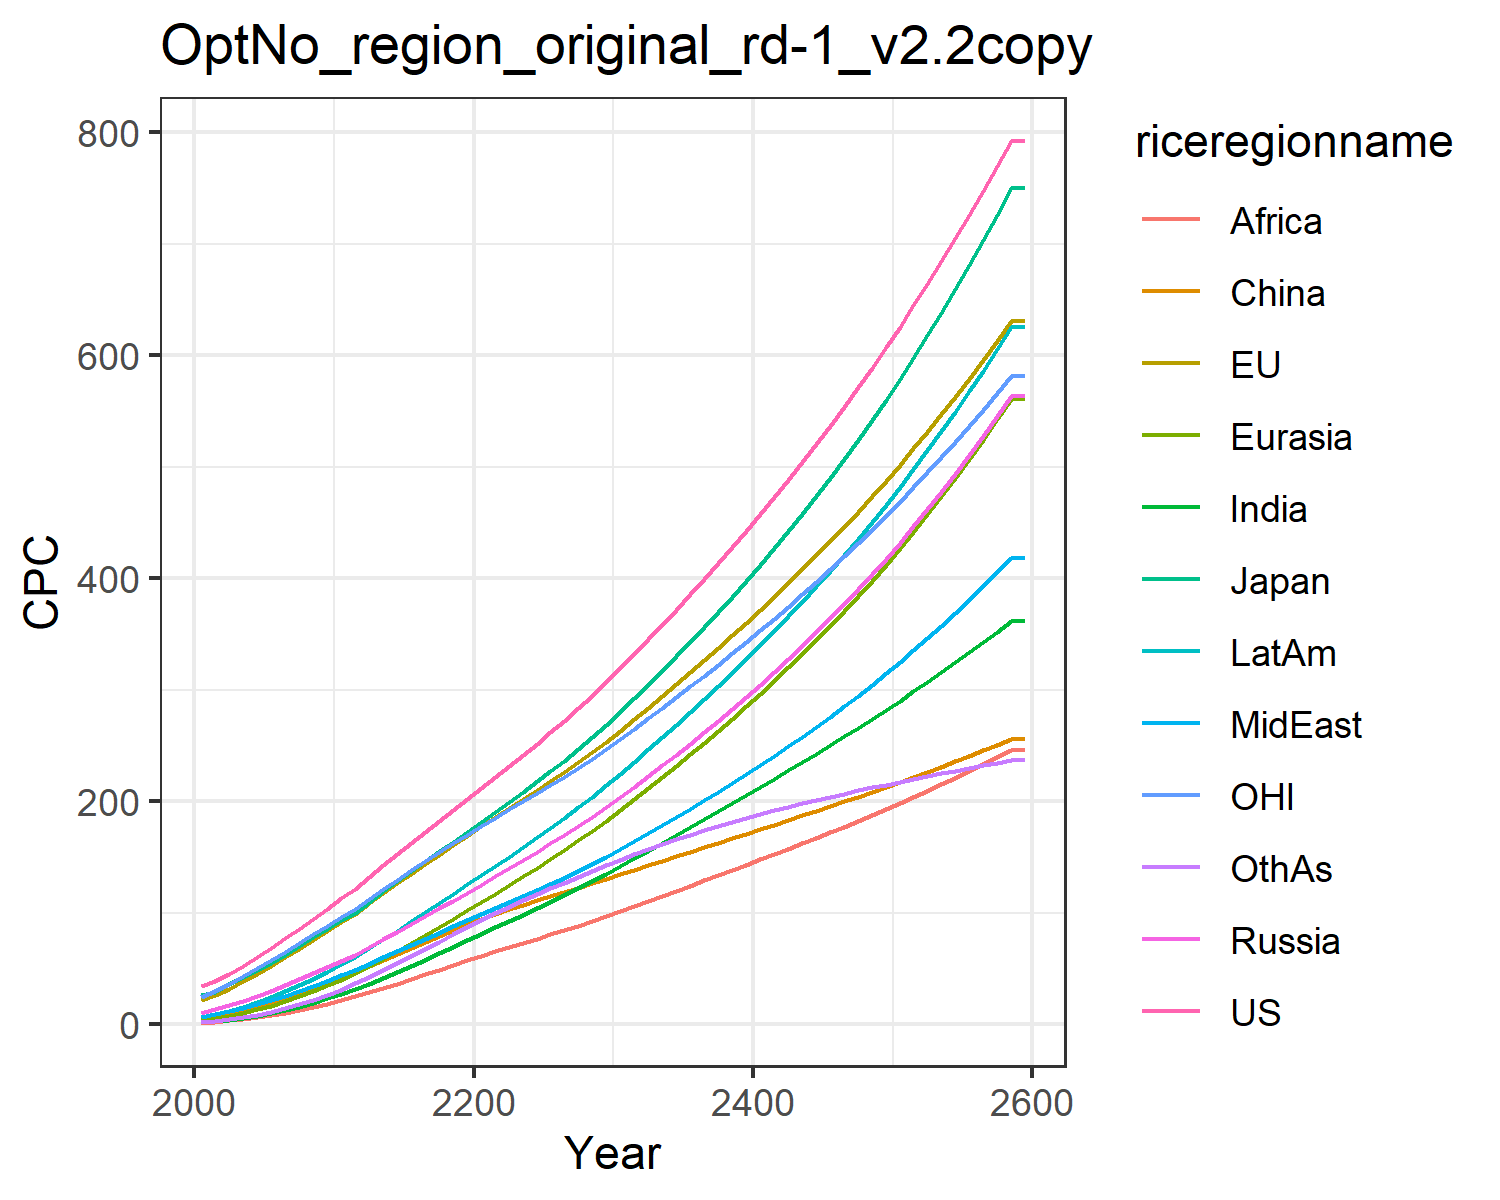 OptNo_region_original_rd-1_v2.2copy
800
600
400
200
0
CPC
2000 2200 2400 2600
Year
riceregionname
Africa
China
EU
Eurasia
India
Japan
LatAm
MidEast
OHI
OthAs
Russia
US